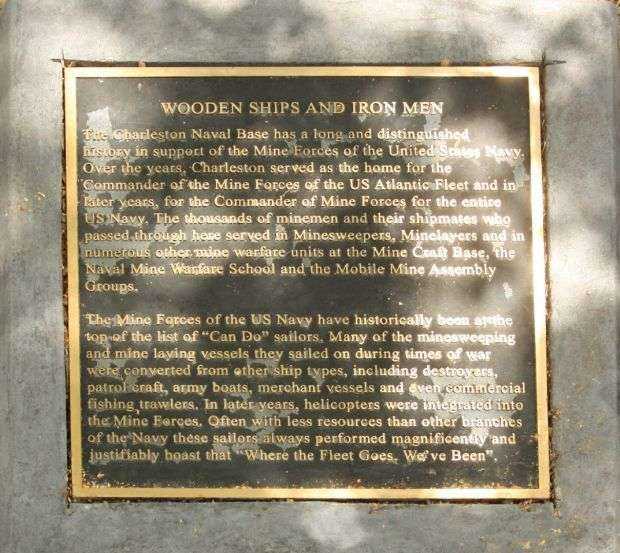 WOODEN SHIPS AND IRON MEN
The Charleston Naval Base has a long and distinguished
history in support of the Mine Forces of the United States Navy.
Over the years, Charleston served as the home for the
Commander of the Mine Forces of the US Atlantic Fleet and in
later years, for the Commander of Mine Forces for the entire
US Navy. The thousands of minemen and their shipmates who
passed through here served in Minesweepers, Minelayers and in
numerous other mine warfare units at the Mine Craft Base, the
Naval Mine Warfare School and the Mobile Mine Assembly
Groups.
The Mine Forces of the US Navy have historically been at the
top of the list of "Can Do" sailors. Many of the minesweeping
and mine laying vessels they sailed on during times of war
were converted from other ship types, including destroyers,
patrol craft, army boats, merchant vessels and even commercial
fishing trawlers. In later years, helicopters were integrated into
the Mine Forces. Often with less resources than other branches
of the Navy these sailors always performed magnificently and
justifiably boast that "Where the Fleet Goes, We've Been".